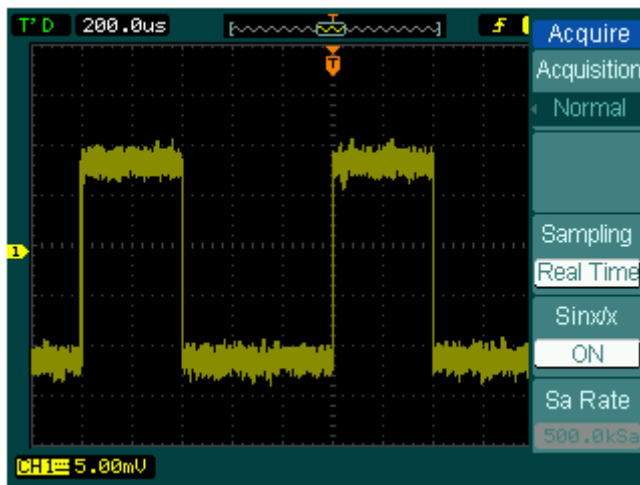 T'D 200.0us
T
T
1
CH1 5.00mV
Acquire
Acquisition
Normal
Sampling
Real Time
Sinx/x
ON
Sa Rate
500.0kSa